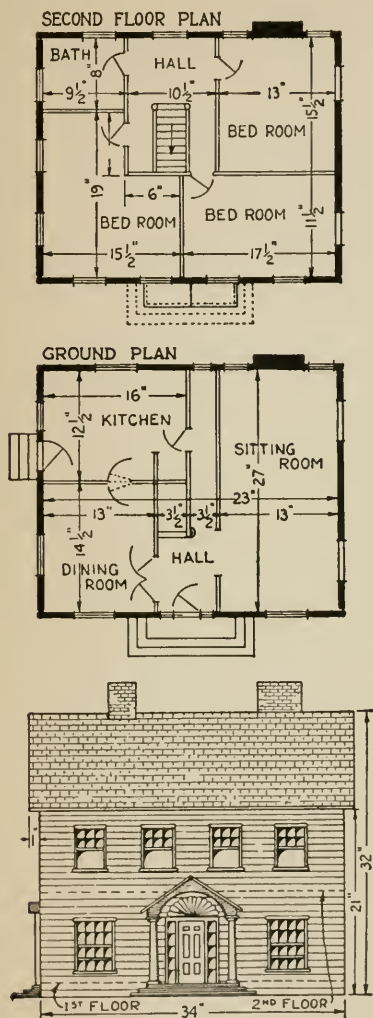 SECOND FLOOR PLAN
BATH
8"
HALL
9½"
10½"
13"
15½"
BED ROOM
19"
6"
BED ROOM
BED ROOM
11½"
15½"
17½"
GROUND PLAN
16"
12½"
KITCHEN
SITTING
ROOM
27"
23"
13"
3½"
3½"
13"
14½"
HALL
DINING
ROOM
1"
32"
21"
1ST FLOOR
2ND FLOOR
34"